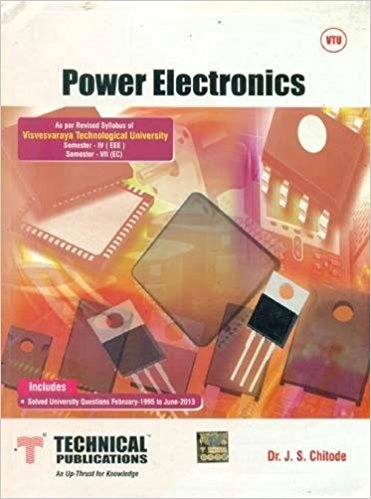 VTU
Power Electronics
As per Revised Syllabus of
Visvesvaraya Technological University
Semester - IV ( EEE )
Semester - VII (EC)
Includes
Solved University Questions February-1995 to June-2013
TECHNICAL
PUBLICATIONS
An Up-Thrust for Knowledge
Dr. J. S. Chitode